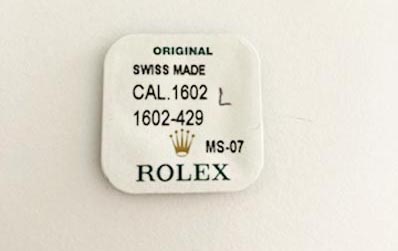 ORIGINAL
SWISS MADE
CAL.1602 L
1602-429
MS-07
ROLEX